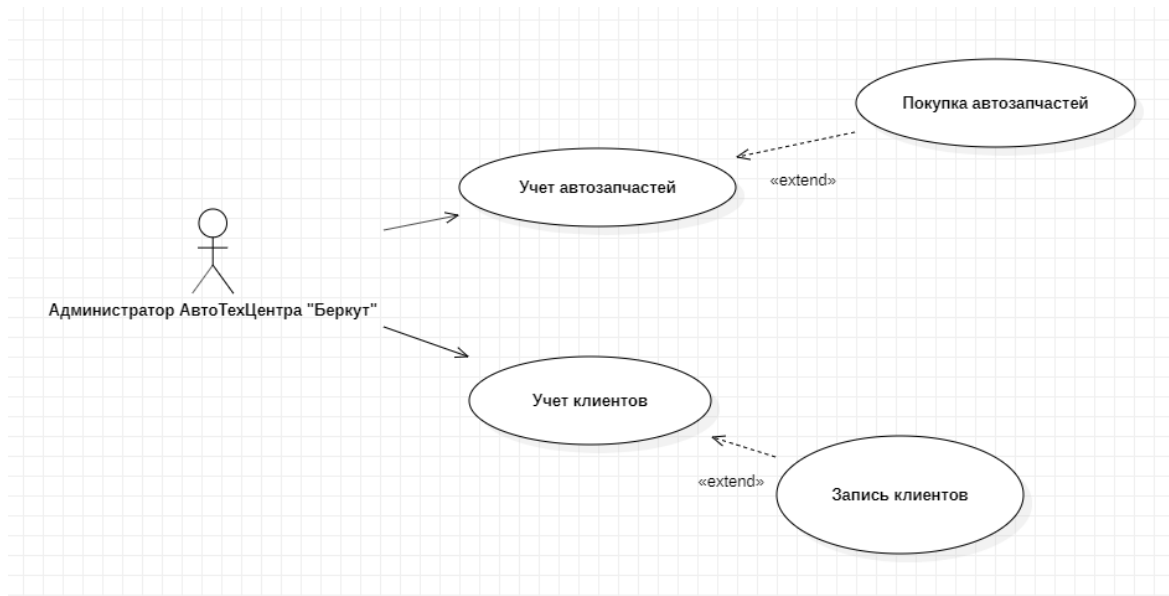 Покупка автозапчастей
«extend»
Учет автозапчастей
Администратор АвтоТехЦентра "Беркут"
Учет клиентов
«extend»
Запись клиентов